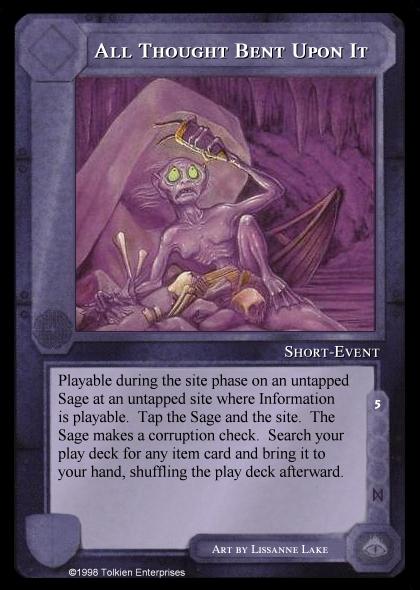 All Thought Bent Upon It
Short-Event
Playable during the site phase on an untapped
Sage at an untapped site where Information
is playable. Tap the Sage and the site. The
Sage makes a corruption check. Search your
play deck for any item card and bring it to
your hand, shuffling the play deck afterward.
5
Art by Lissanne Lake
©1998 Tolkien Enterprises